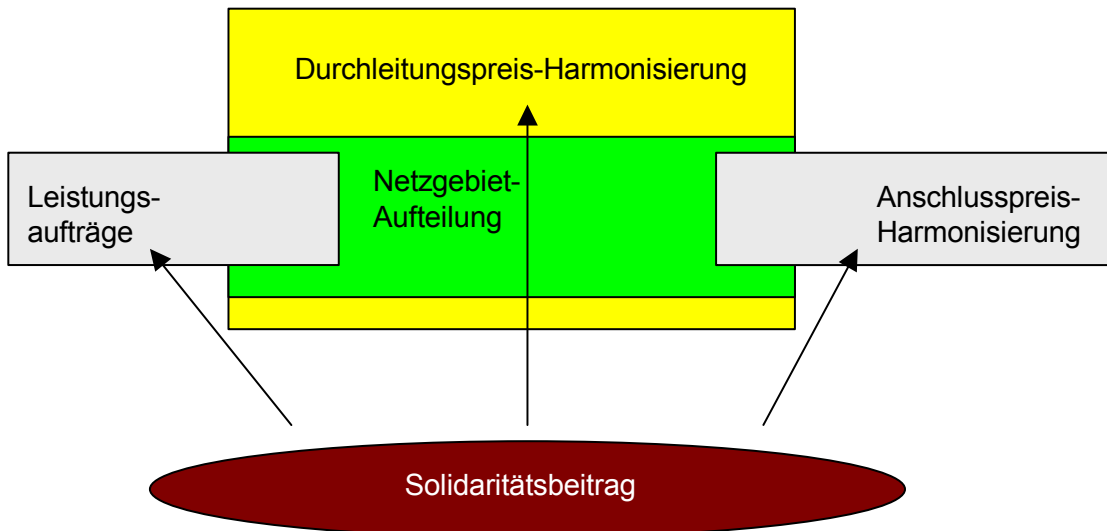 Durchleitungspreis-Harmonisierung
Leistungs-
aufträge
Netzgebiet-
Aufteilung
Anschlusspreis-
Harmonisierung
Solidaritätsbeitrag